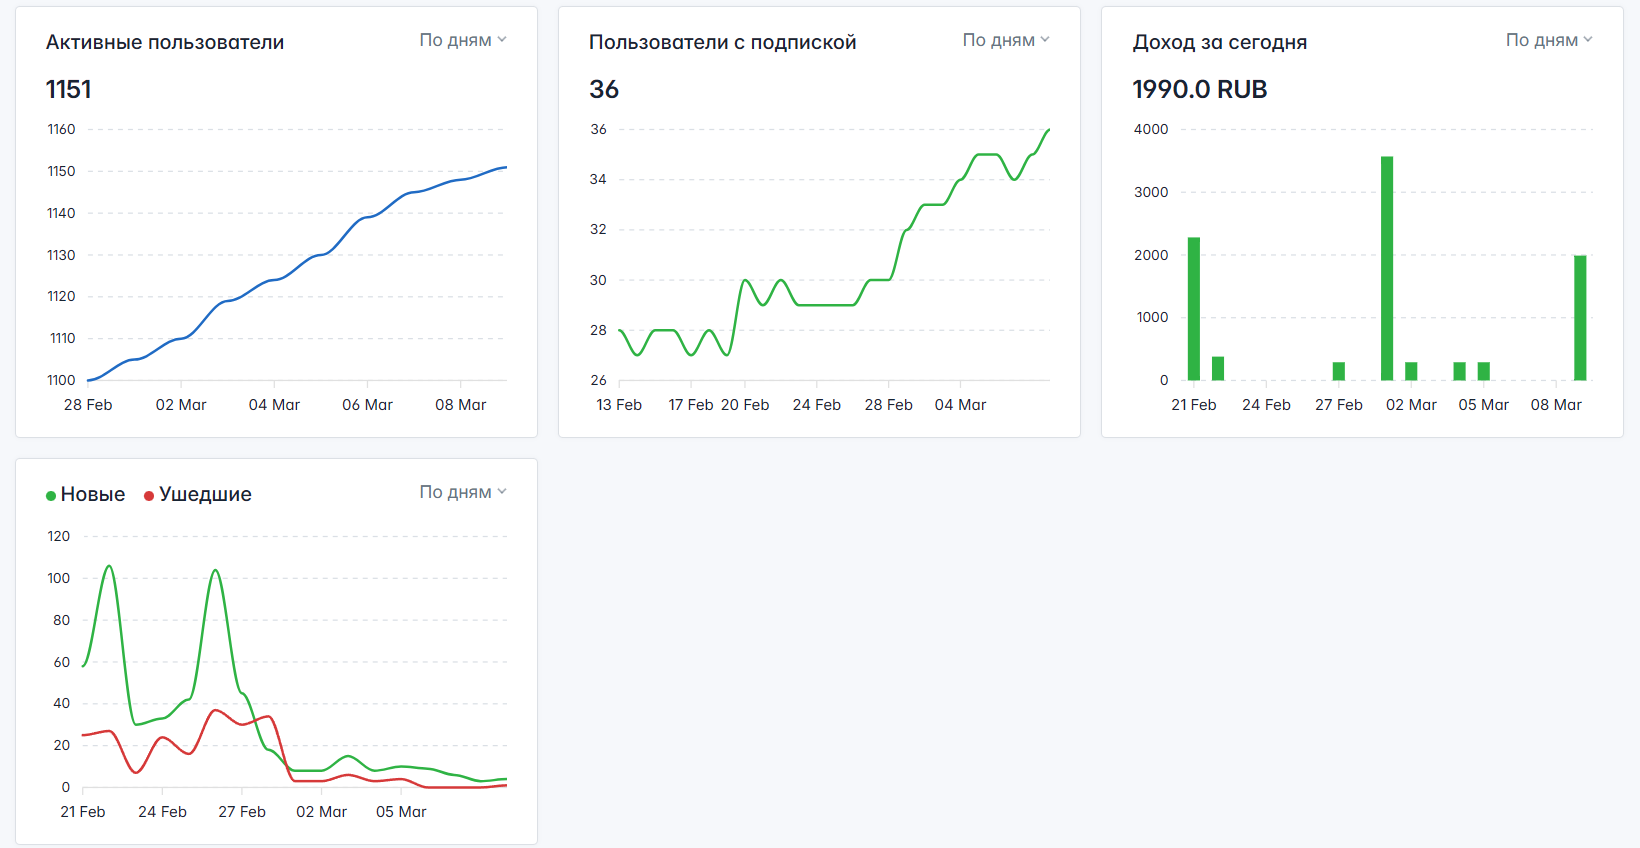 Активные пользователи
По дням
1151
1160
1150
1140
1130
1120
1110
1100
28 Feb 02 Mar 04 Mar 06 Mar 08 Mar
Пользователи с подпиской
По дням
36
36
34
32
30
28
26
13 Feb 17 Feb 20 Feb 24 Feb 28 Feb 04 Mar
Доход за сегодня
По дням
1990.0 RUB
4000
3000
2000
1000
0
21 Feb 24 Feb 27 Feb 02 Mar 05 Mar 08 Mar
Новые Ушедшие
По дням
120
100
80
60
40
20
0
21 Feb 24 Feb 27 Feb 02 Mar 05 Mar